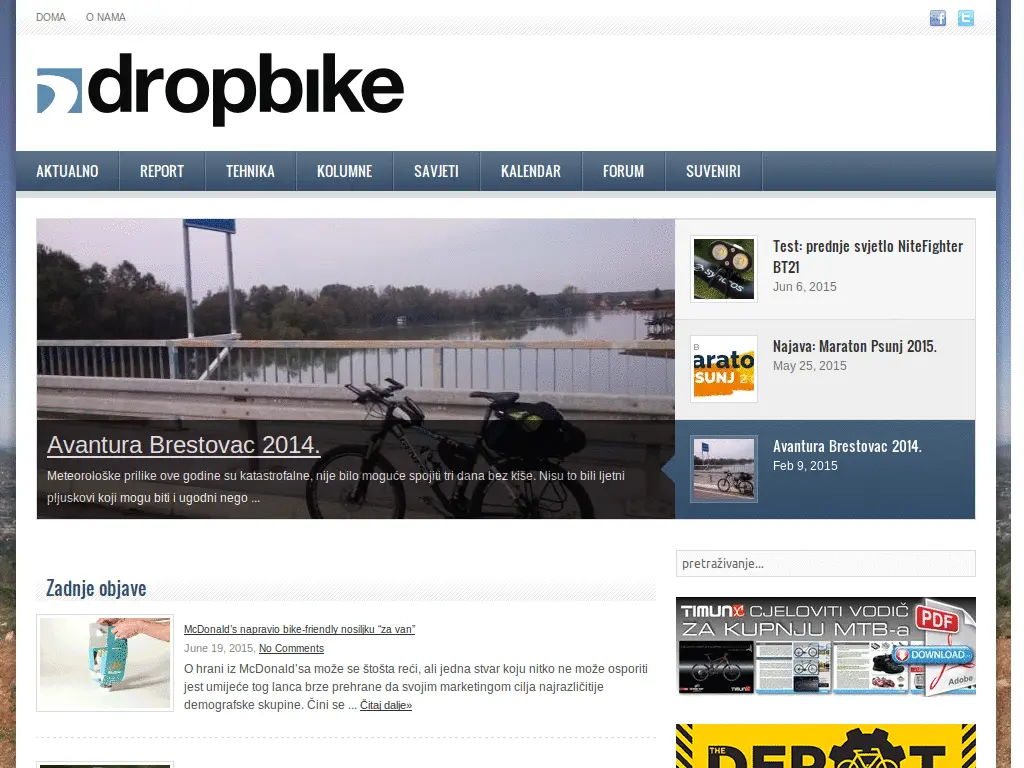 DOMA O NAMA
dropbike
AKTUALNO REPORT TEHNIKA KOLUMNE SAVJETI KALENDAR FORUM SUVENIRI
Avantura Brestovac 2014.
Meteorološke prilike ove godine su katastrofalne, nije bilo moguće spojiti tri dana bez kiše. Nisu to bili ljetni
pljuskovi koji mogu biti i ugodni nego ...
Test: prednje svjetlo NiteFighter
BT21
Jun 6, 2015
Najava: Maraton Psunj 2015.
May 25, 2015
Avantura Brestovac 2014.
Feb 9, 2015
Zadnje objave
McDonald's napravio bike-friendly nosiljku “za van”
June 19, 2015, No Comments
O hrani iz McDonald'sa može se štošta reći, ali jedna stvar koju nitko ne može osporiti
jest umijeće tog lanca brze prehrane da svojim marketingom cilja najrazličitije
demografske skupine. Čini se ... Čitaj dalje»
pretraživanje...
TIMUN X CJELOVITI VODIČ
ZA KUPNJU MTB-a
PDF
DOWNLOAD
Adobe
THE
DEPOT